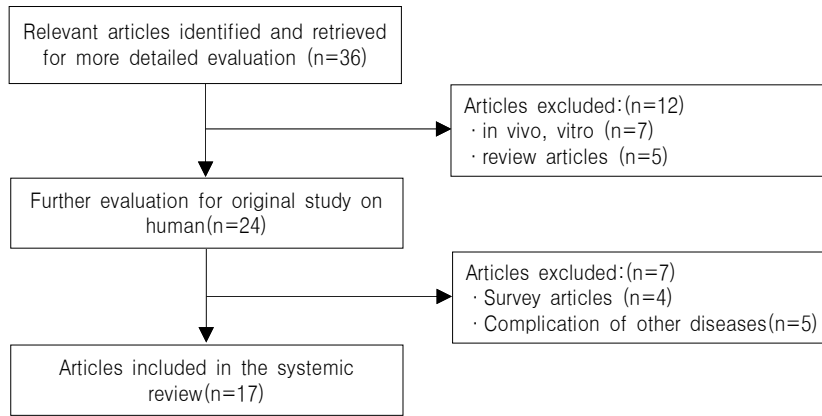 Relevant articles identified and retrieved
for more detailed evaluation (n=36)
Articles excluded:(n=12)
· in vivo, vitro (n=7)
· review articles (n=5)
Further evaluation for original study on
human(n=24)
Articles excluded:(n=7)
· Survey articles (n=4)
· Complication of other diseases(n=5)
Articles included in the systemic
review(n=17)